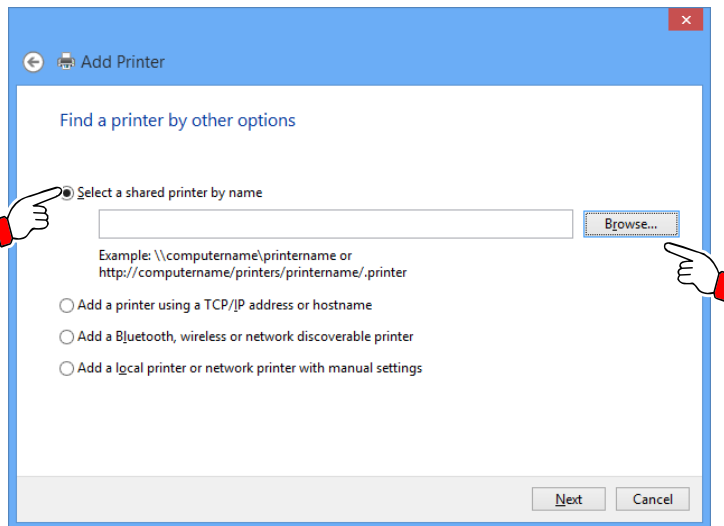 Add Printer
Find a printer by other options
Select a shared printer by name
Browse...
Example: \\computername\printername or
http://computername/printers/printername/.printer
Add a printer using a TCP/IP address or hostname
Add a Bluetooth, wireless or network discoverable printer
Add a local printer or network printer with manual settings
Next Cancel